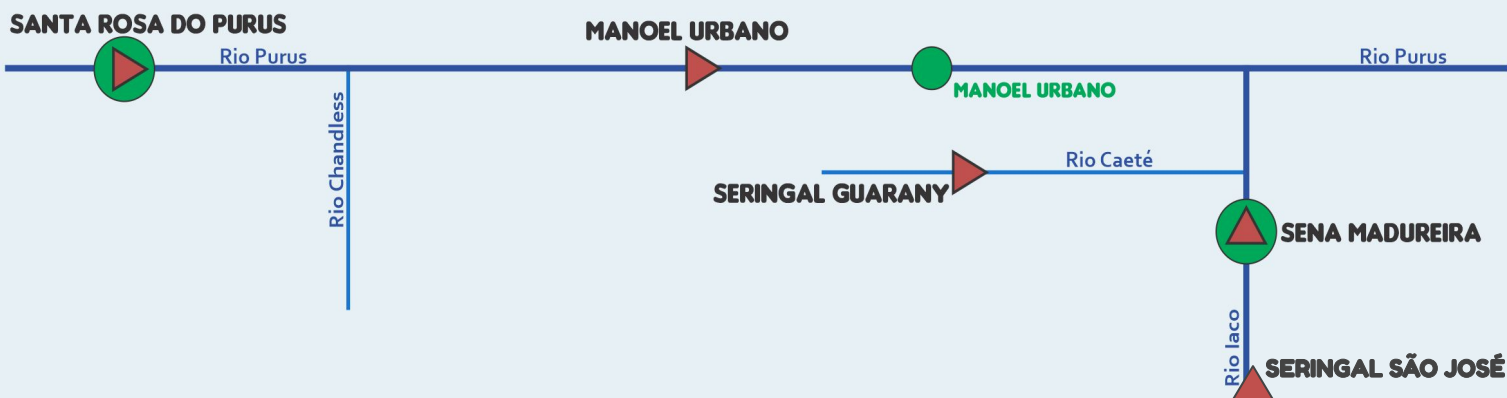 SANTA ROSA DO PURUS
MANOEL URBANO
Rio Purus
Rio Purus
MANOEL URBANO
Rio Chandless
Rio Caeté
SERINGAL GUARANY
SENA MADUREIRA
Rio Iaco
SERINGAL SÃO JOSÉ